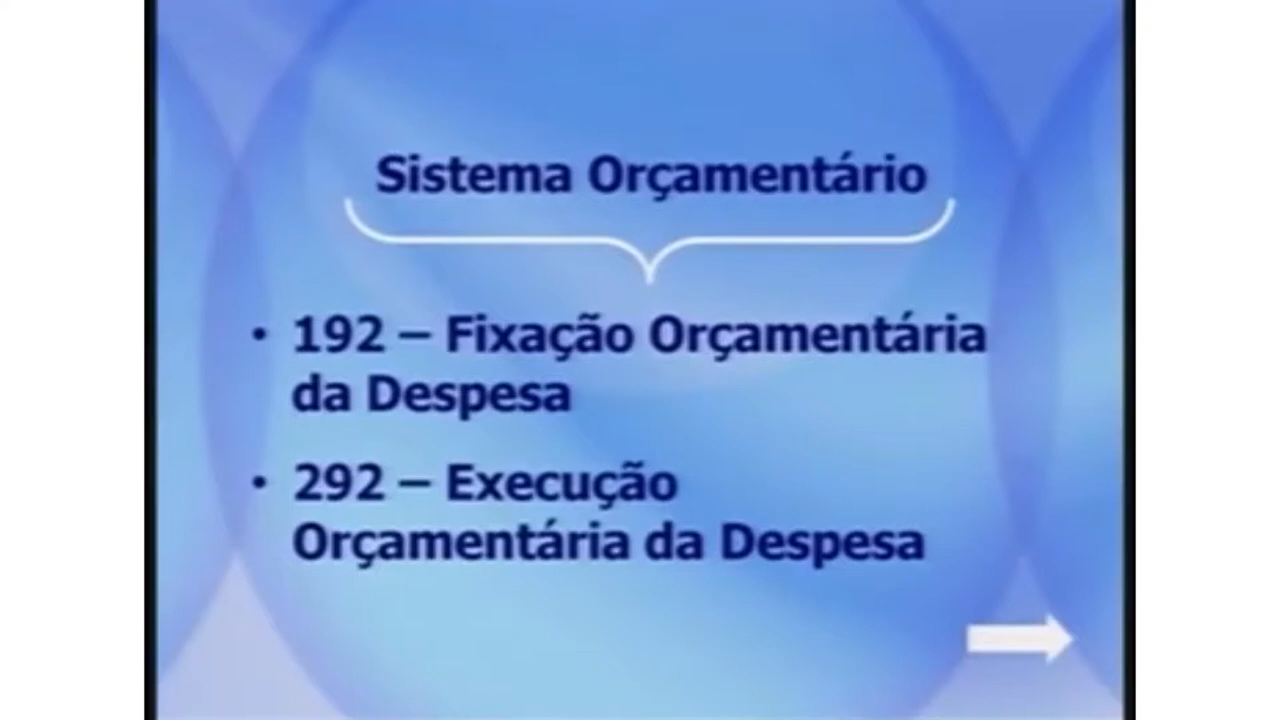 Sistema Orçamentário
• 192 – Fixação Orçamentária
da Despesa
• 292 – Execução
Orçamentária da Despesa